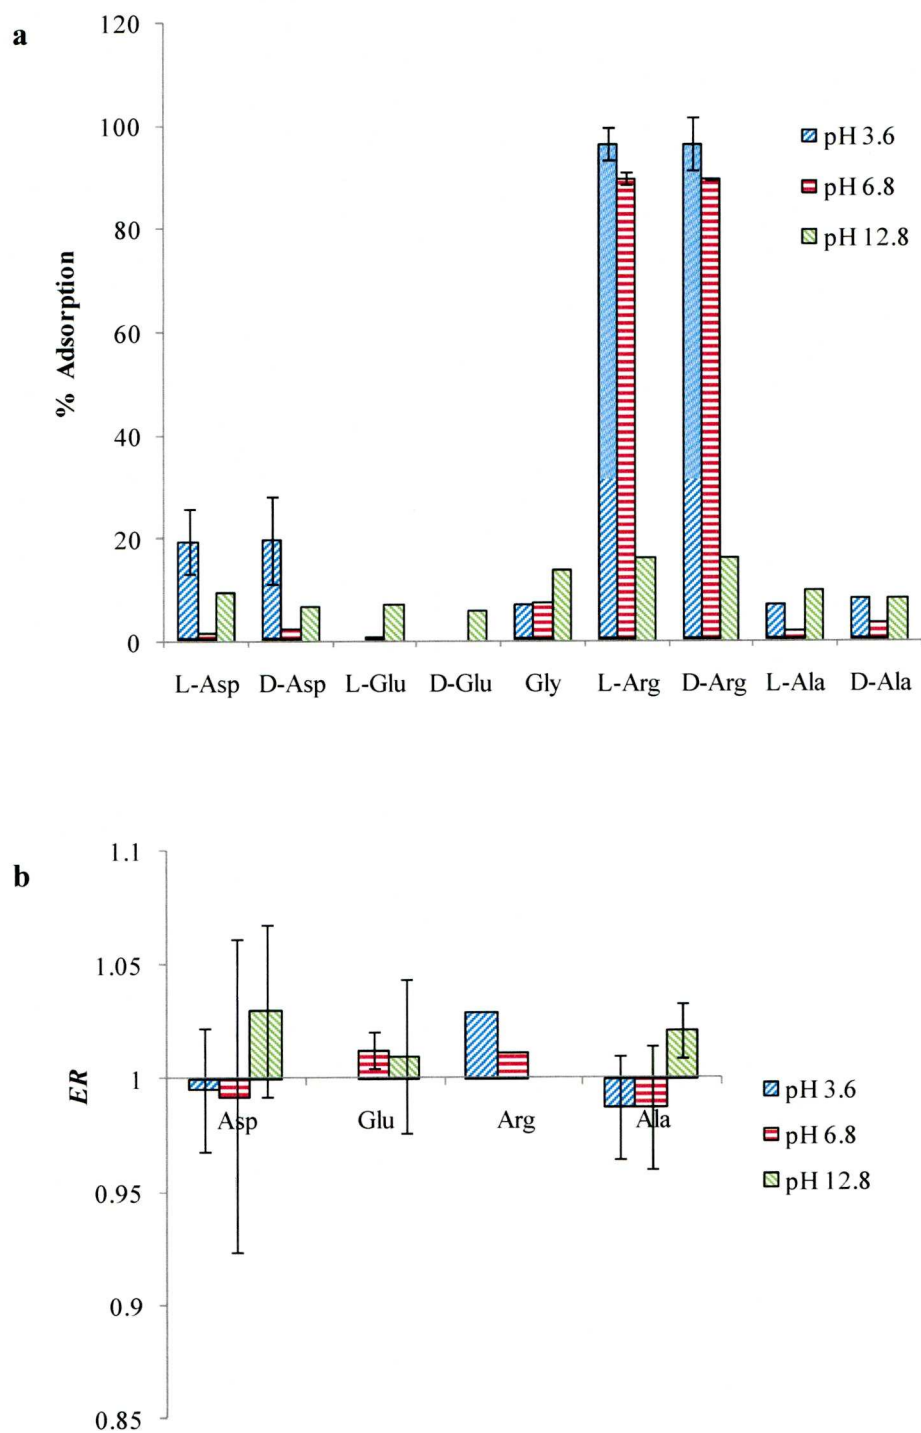 a
120
100
80
60
40
20
0
% Adsorption
pH 3.6
pH 6.8
pH 12.8
L-Asp D-Asp L-Glu D-Glu Gly L-Arg D-Arg L-Ala D-Ala
b
1.1
1.05
1
0.95
0.9
0.85
ER
Asp Glu Arg Ala
pH 3.6
pH 6.8
pH 12.8